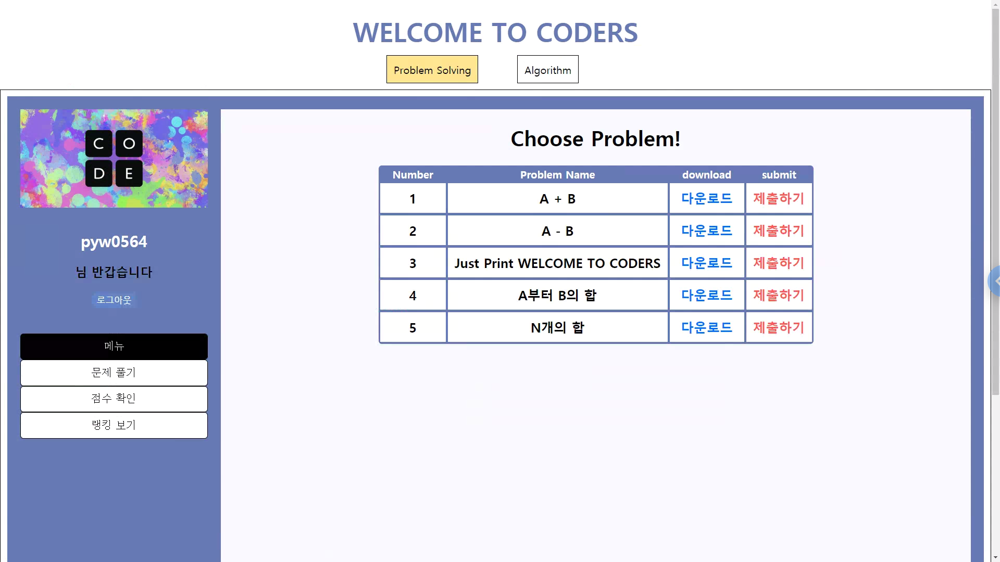 WELCOME TO CODERS
Problem Solving Algorithm
C O
D E
pyw0564
님 반갑습니다
로그아웃
메뉴
문제 풀기
점수 확인
랭킹 보기
Choose Problem!
Number Problem Name download submit
1 A + B 다운로드 제출하기
2 A - B 다운로드 제출하기
3 Just Print WELCOME TO CODERS 다운로드 제출하기
4 A부터 B의 합 다운로드 제출하기
5 N개의 합 다운로드 제출하기